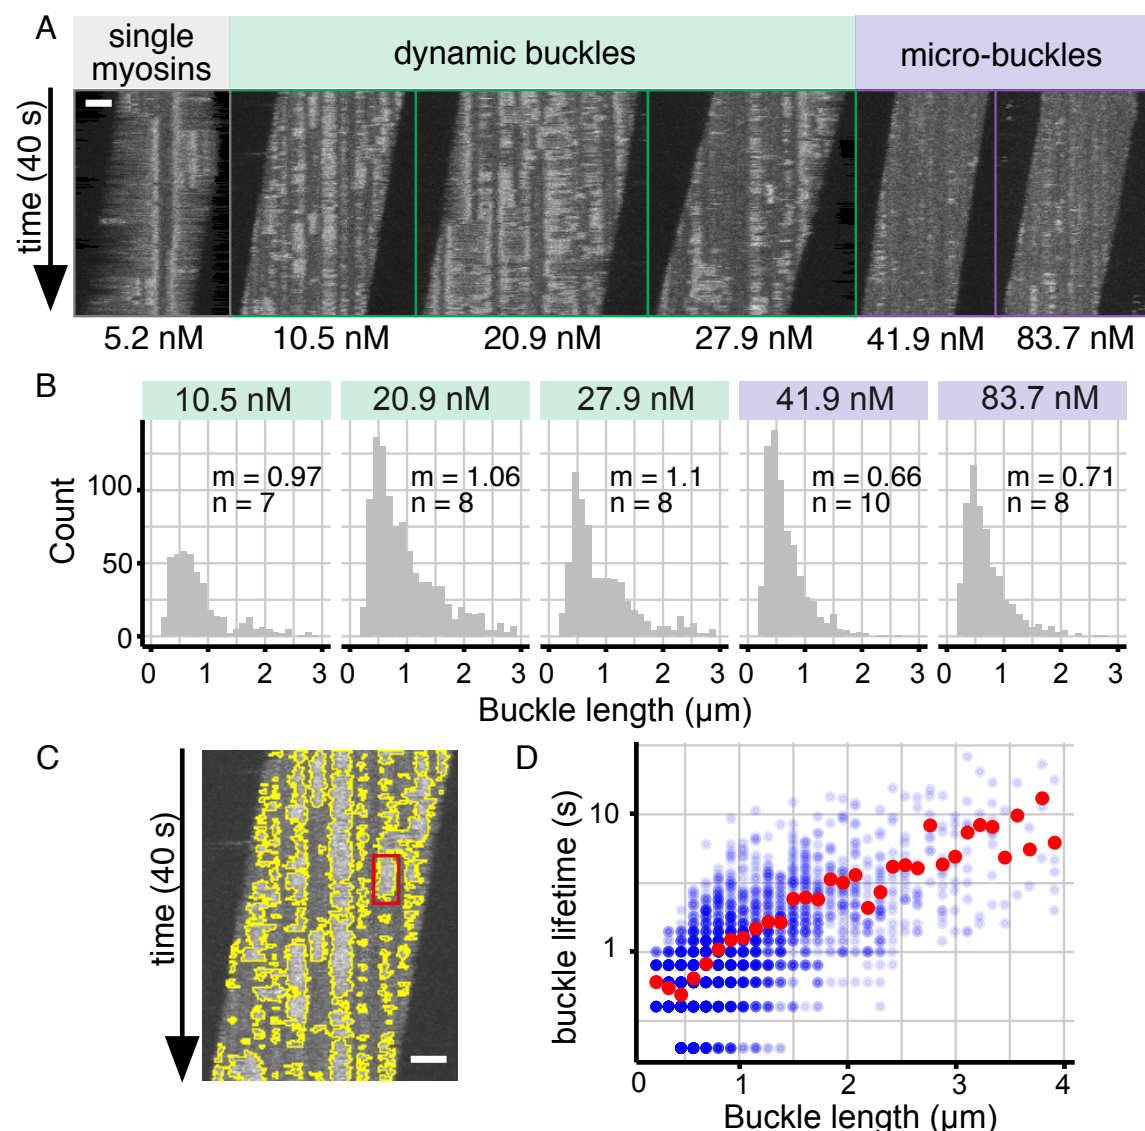 A
single
myosins
dynamic buckles
micro-buckles
time (40 s)
5.2 nM
10.5 nM
20.9 nM
27.9 nM
41.9 nM
83.7 nM
B
10.5 nM
20.9 nM
27.9 nM
41.9 nM
83.7 nM
m = 0.97
n = 7
m = 1.06
n = 8
m = 1.1
n = 8
m = 0.66
n = 10
m = 0.71
n = 8
Count
100
50
0
0 1 2 3
0 1 2 3
0 1 2 3
0 1 2 3
0 1 2 3
Buckle length (µm)
C
time (40 s)
D
buckle lifetime (s)
10
1
0 1 2 3 4
Buckle length (µm)